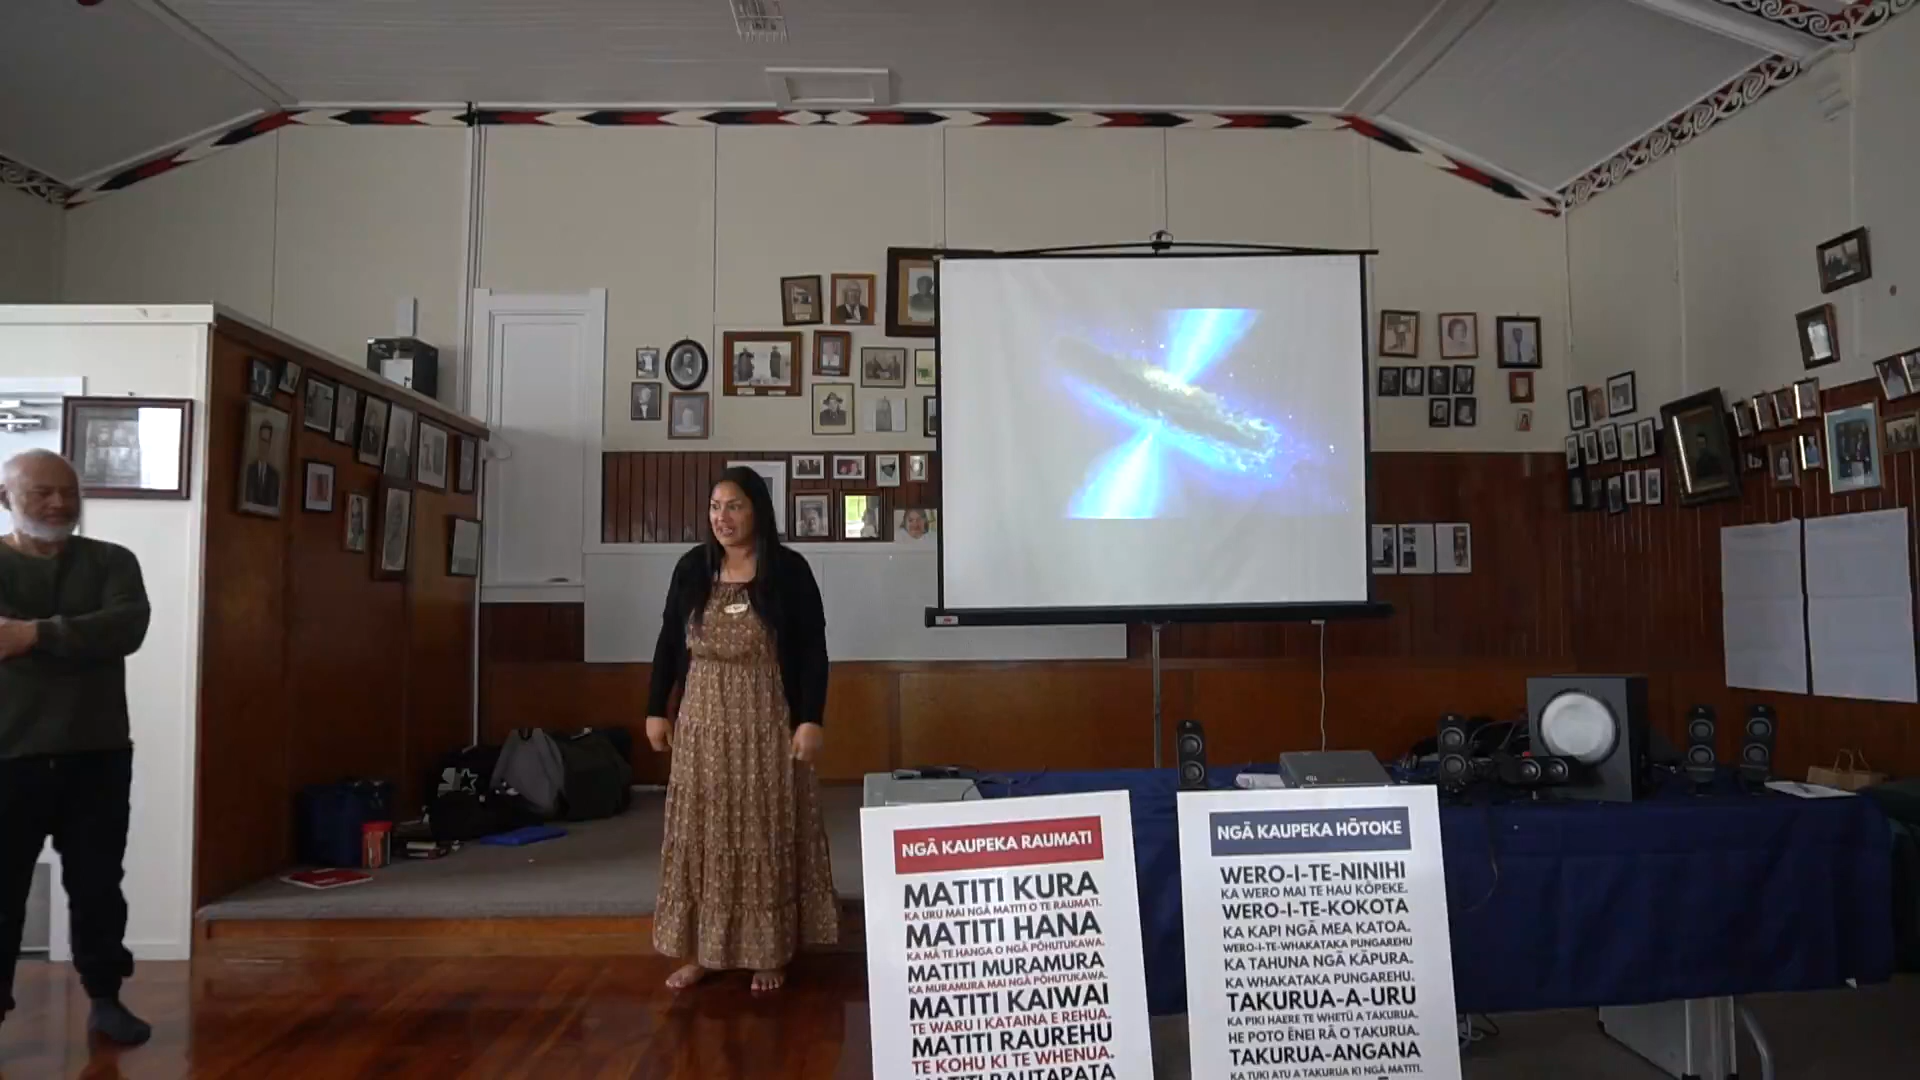 NGĀ KAUPEKA RAUMATI
MATITI KURA
KA URU MAI NGĀ MATITI O TE RAUMATI.
MATITI HANA
KA MĀ TE HANGA O NGĀ PŌHUTUKAWA.
MATITI MURAMURA
KA MURAMURA MAI NGĀ PŌHUTUKAWA.
MATITI KAIWAI
TE WARU I KATAINA E REHUA.
MATITI RAUREHU
TE KOHU KI TE WHENUA.
MATITI RAUTAPATA
NGĀ KAUPEKA HŌTOKE
WERO-I-TE-NINIHI
KA WERO MAI TE HAU KŌPEKE.
WERO-I-TE-KOKOTA
KA KAPI NGĀ MEA KATOA.
WERO-I-TE-WHAKATAKA PUNGAREHU
KA TAHUNA NGĀ KĀPURA.
KA WHAKATAKA PUNGAREHU.
TAKURUA-A-URU
KA PIKI HAERE TE WHETŪ A TAKURUA.
HE POTO ĒNEI RĀ O TAKURUA.
TAKURUA-ANGANA
KA TUKI ATU A TAKURUA KI NGĀ MATITI.